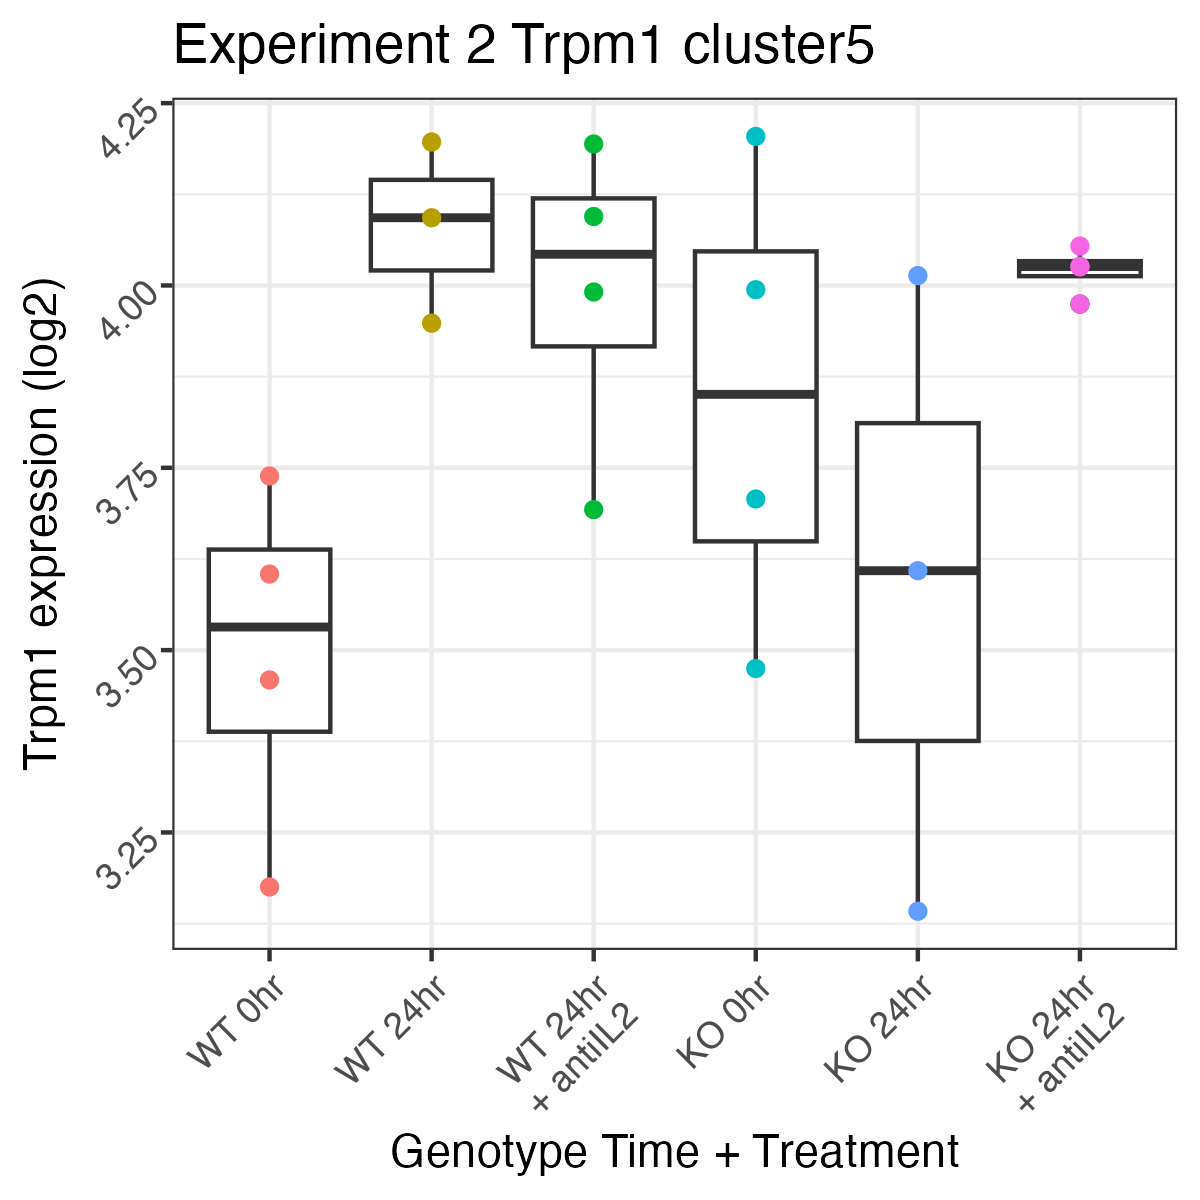 Experiment 2 Trpm1 cluster5
Trpm1 expression (log2)
4.25
4.00
3.75
3.50
3.25
WT 0hr
WT 24hr
WT 24hr
+ antiIL2
KO 0hr
KO 24hr
KO 24hr
+ antiIL2
Genotype Time + Treatment